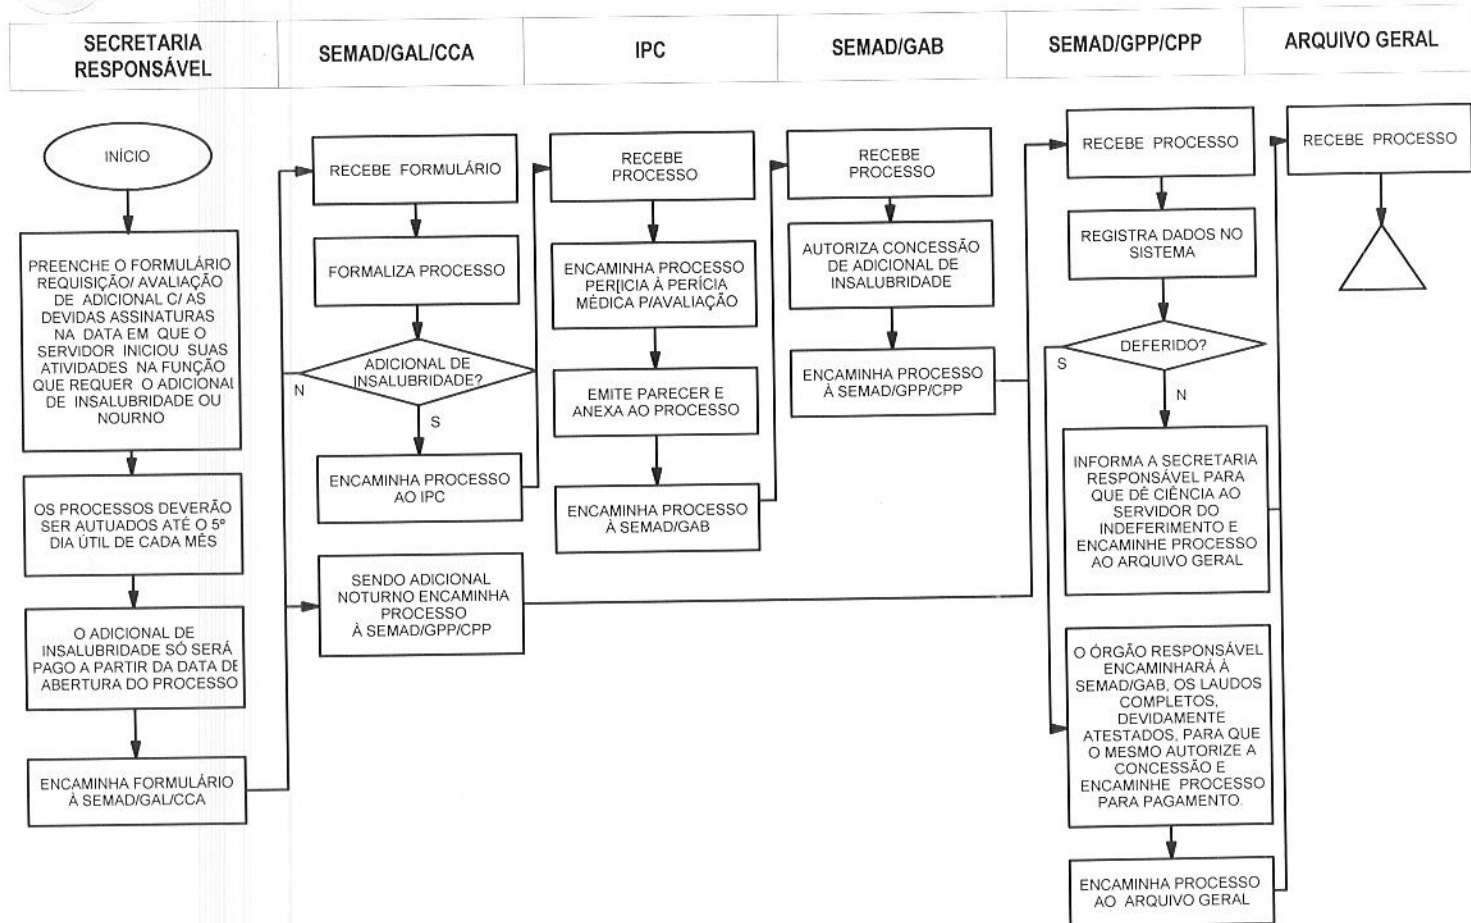 SECRETARIA
RESPONSÁVEL
SEMAD/GAL/CCA
IPC
SEMAD/GAB
SEMAD/GPP/CPP
ARQUIVO GERAL
INÍCIO
PREENCHE O FORMULÁRIO
REQUISIÇÃO/ AVALIAÇÃO
DE ADICIONAL C/ AS
DEVIDAS ASSINATURAS
NA DATA EM QUE O
SERVIDOR INICIOU SUAS
ATIVIDADES NA FUNÇÃO
QUE REQUER O ADICIONAL
DE INSALUBRIDADE OU
NOURNO
OS PROCESSOS DEVERÃO
SER AUTUADOS ATÉ O 5º
DIA ÚTIL DE CADA MÊS
O ADICIONAL DE
INSALUBRIDADE SÓ SERÁ
PAGO A PARTIR DA DATA DE
ABERTURA DO PROCESSO
ENCAMINHA FORMULÁRIO
À SEMAD/GAL/CCA
RECEBE FORMULÁRIO
FORMALIZA PROCESSO
ADICIONAL DE
INSALUBRIDADE?
N
S
ENCAMINHA PROCESSO
AO IPC
SENDO ADICIONAL
NOTURNO ENCAMINHA
PROCESSO
À SEMAD/GPP/CPP
RECEBE
PROCESSO
ENCAMINHA PROCESSO
PER[ICIA À PERÍCIA
MÉDICA P/AVALIAÇÃO
EMITE PARECER E
ANEXA AO PROCESSO
ENCAMINHA PROCESSO
À SEMAD/GAB
RECEBE
PROCESSO
AUTORIZA CONCESSÃO
DE ADICIONAL DE
INSALUBRIDADE
ENCAMINHA PROCESSO
À SEMAD/GPP/CPP
RECEBE PROCESSO
REGISTRA DADOS NO
SISTEMA
DEFERIDO?
S
N
INFORMA A SECRETARIA
RESPONSÁVEL PARA
QUE DÊ CIÊNCIA AO
SERVIDOR DO
INDEFERIMENTO E
ENCAMINHE PROCESSO
AO ARQUIVO GERAL
O ÓRGÃO RESPONSÁVEL
ENCAMINHARÁ À
SEMAD/GAB, OS LAUDOS
COMPLETOS,
DEVIDAMENTE
ATESTADOS, PARA QUE
O MESMO AUTORIZE A
CONCESSÃO E
ENCAMINHE PROCESSO
PARA PAGAMENTO.
ENCAMINHA PROCESSO
AO ARQUIVO GERAL
RECEBE PROCESSO